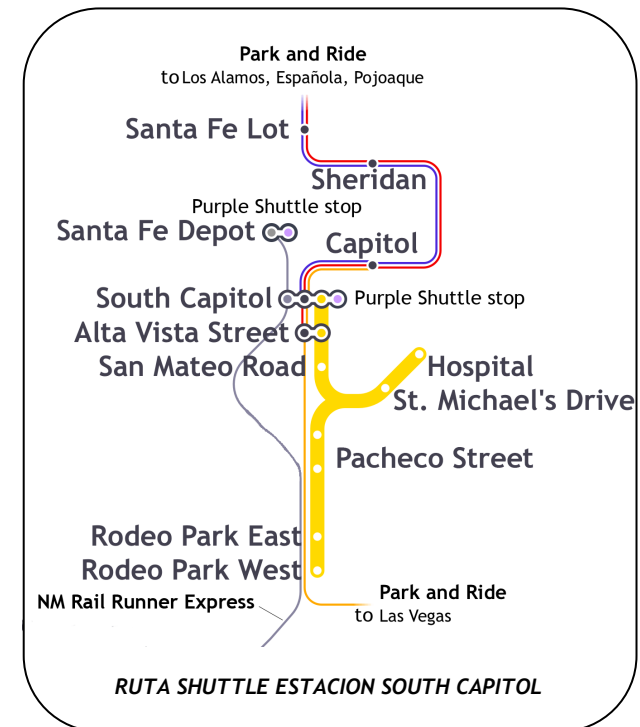 Park and Ride
to Los Alamos, Española, Pojoaque
Santa Fe Lot
Sheridan
Purple Shuttle stop
Santa Fe Depot
Capitol
South Capitol
Purple Shuttle stop
Alta Vista Street
San Mateo Road
Hospital
St. Michael's Drive
Pacheco Street
Rodeo Park East
Rodeo Park West
Park and Ride
to Las Vegas
NM Rail Runner Express
RUTA SHUTTLE ESTACION SOUTH CAPITOL